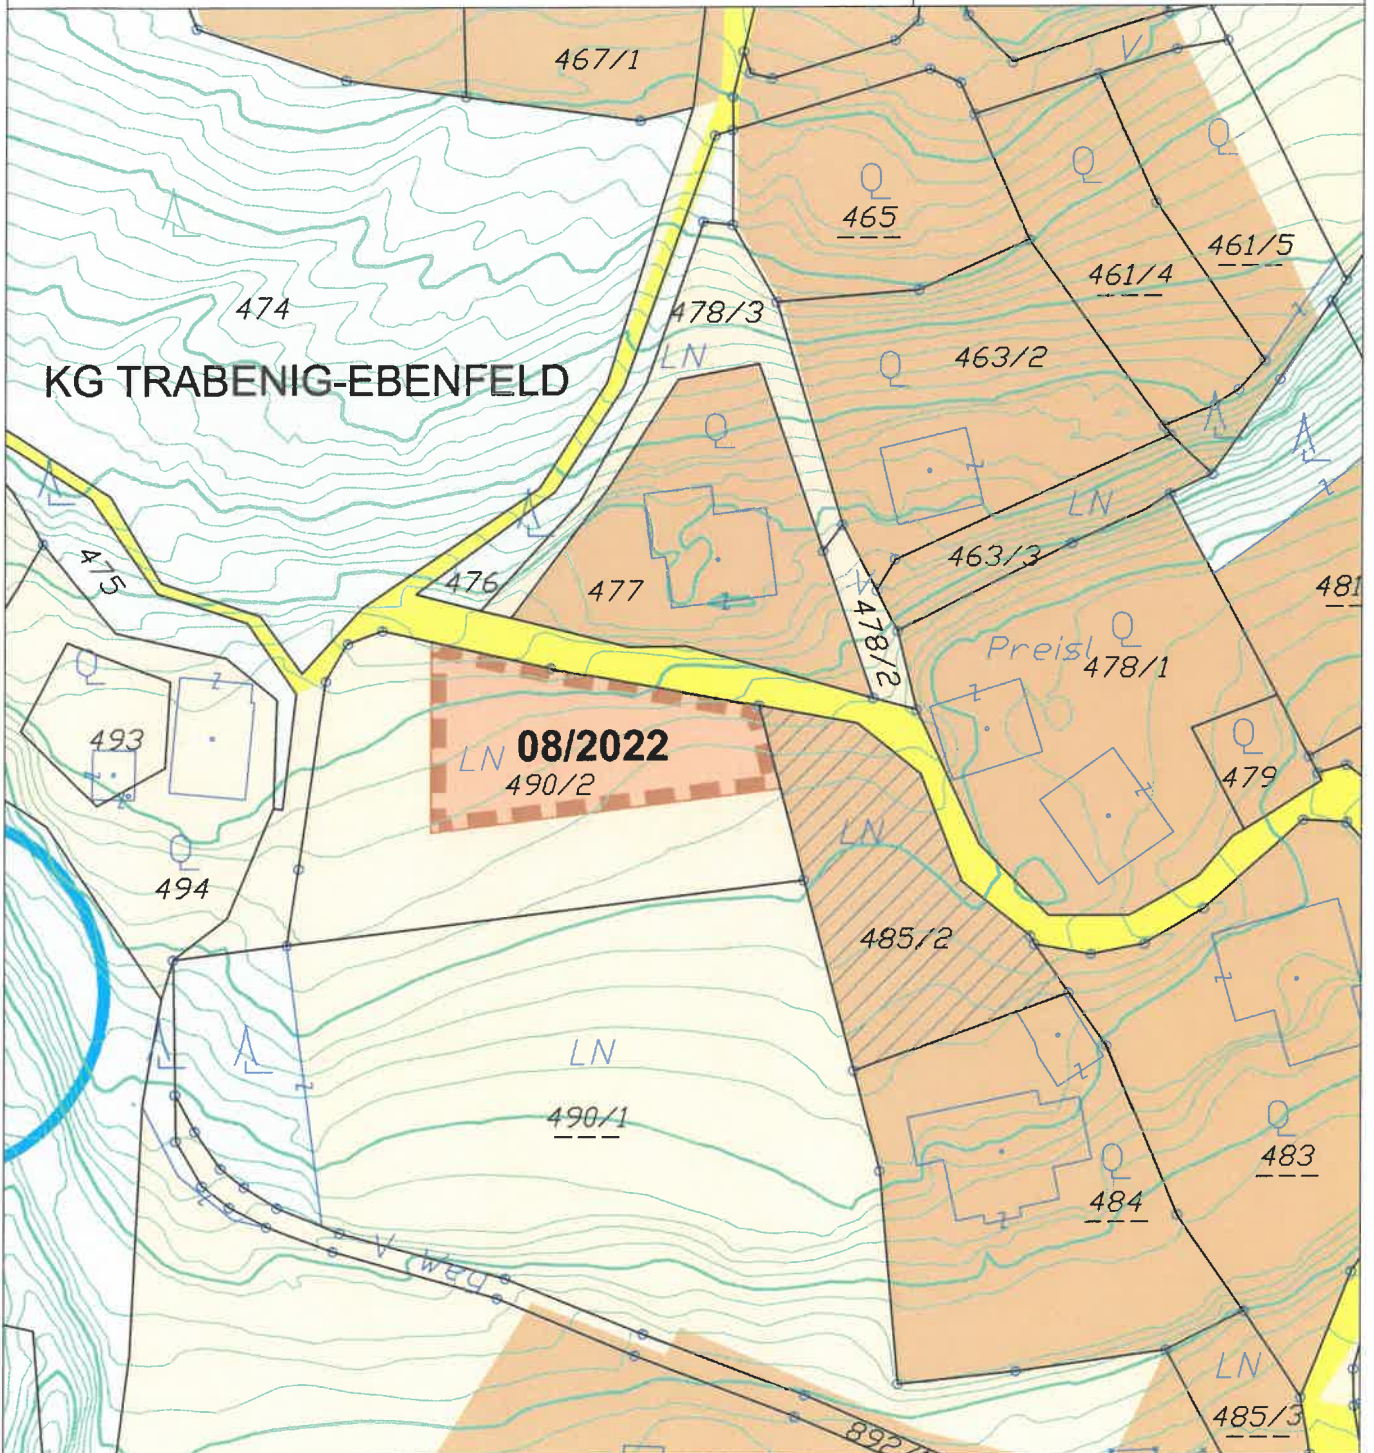 467/1
V
Q
Q
Q
465
461/5
461/4
474
478/3
z
LN
463/2
Q
KG TRABENIG-EBENFELD
Q
z
z
LN
475
476
477
463/3
481
z
V
478/2
Q
Preisl
478/1
Q
z
z
Q
493
08/2022
LN
490/2
479
z
z
z
LN
Q
494
485/2
z
LN
z
z
490/1
Q
483
Q
484
z
z
V
Weg
LN
485/3
892/